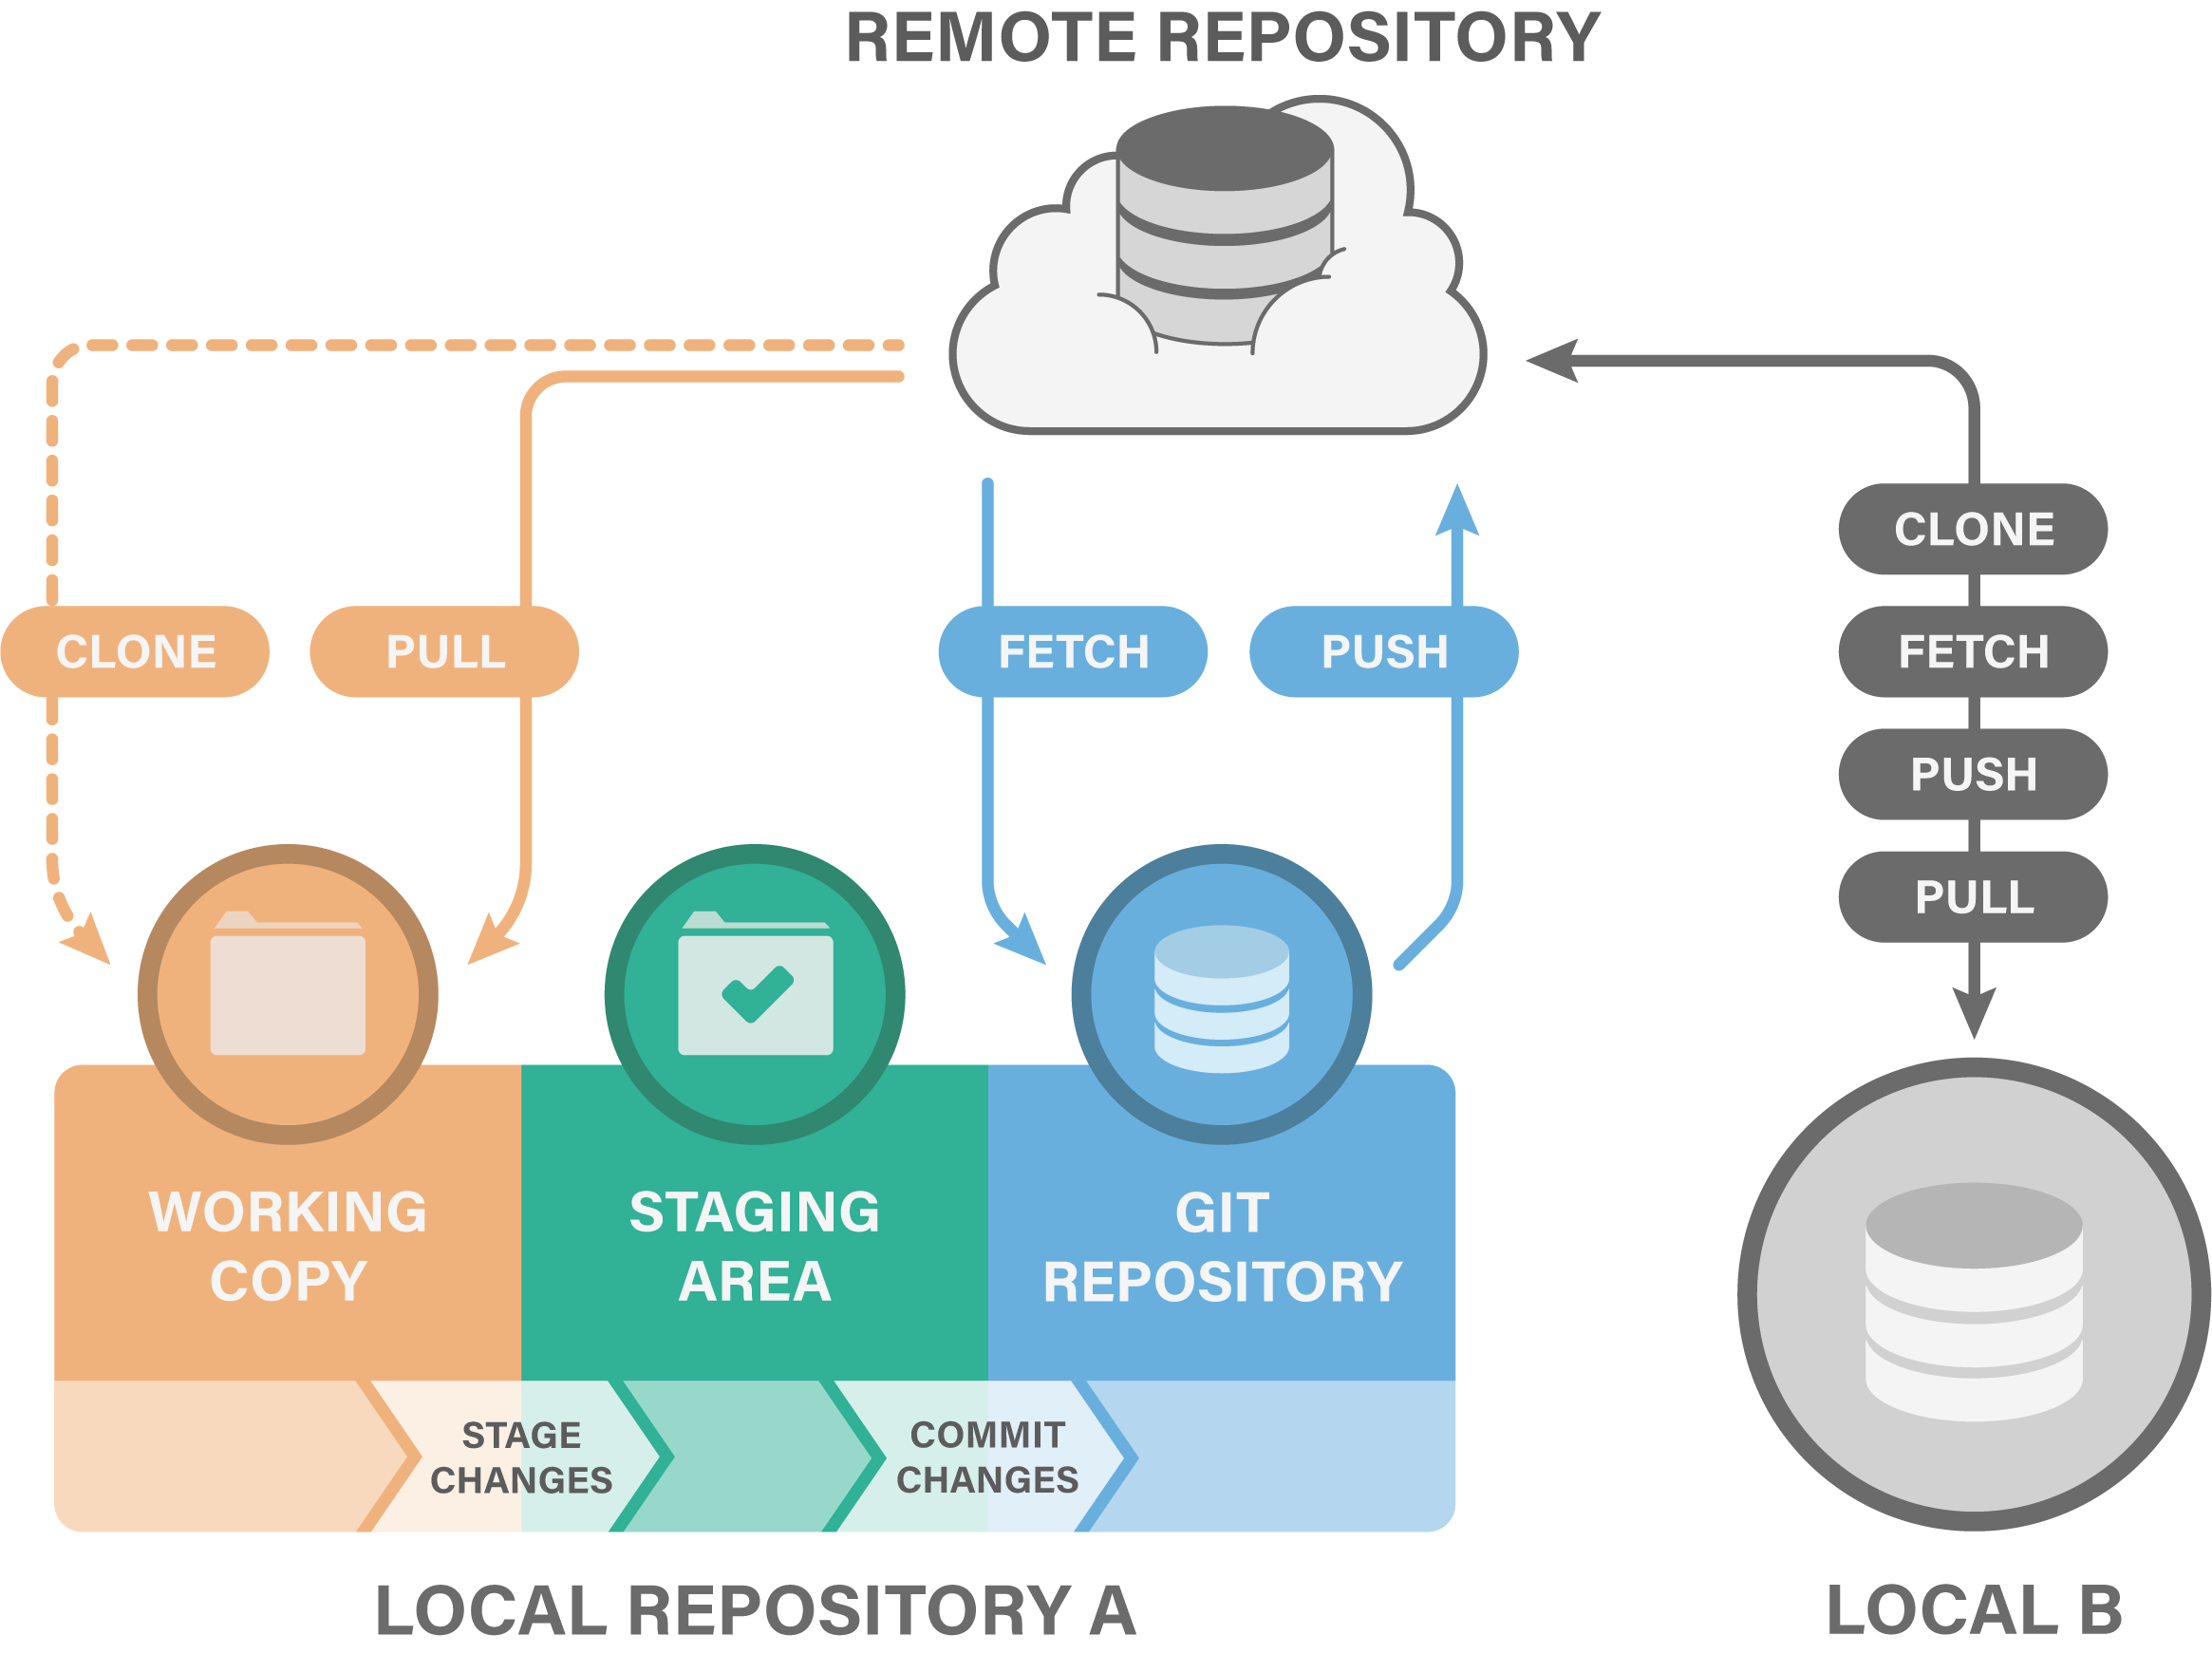 REMOTE REPOSITORY
CLONE
PULL
FETCH
PUSH
CLONE
FETCH
PUSH
PULL
WORKING
COPY
STAGING
AREA
GIT
REPOSITORY
STAGE
CHANGES
COMMIT
CHANGES
LOCAL REPOSITORY A
LOCAL B